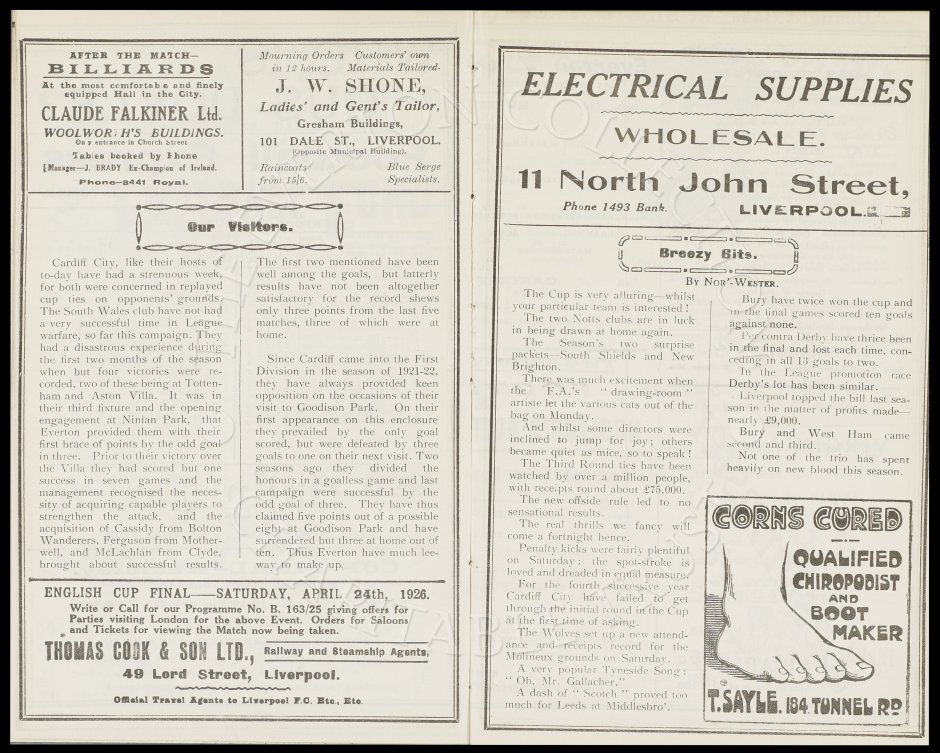 AFTER THE MATCH—
BILLIARDS
At the most comfortable and finely
equipped Hall in the City.
CLAUDE FALKINER Ltd.
WOOLWOR H'S BUILDINGS.
On y entrance in Church Street
Tables booked by Phone
[Manager—J. BRADY Ex-Champion of Ireland.
Phone—8441 Royal.
Mourning Orders Customers' own
in 12 hours. Materials Tailored-
J. W. SHONE,
Ladies' and Gent's Tailor,
Gresham Buildings,
101 DALE ST., LIVERPOOL.
(Opposite Municipal Building).
Raincoats Blue Serge
from 15/6. Specialists.
Our Visitors.
Cardiff City, like their hosts of
to-day have had a strenuous week,
for both were concerned in replayed
cup ties on opponents' grounds.
The South Wales club have not had
a very successful time in League
warfare, so far this campaign. They
had a disastrous experience during
the first two months of the season
when but four victories were re-
corded, two of these being at Totten-
ham and Aston Villa. It was in
their third fixture and the opening
engagement at Ninian Park, that
Everton provided them with their
first brace of points by the odd goal
in three. Prior to their victory over
the Villa they had scored but one
success in seven games and the
management recognised the neces-
sity of acquiring capable players to
strengthen the attack, and the
acquisition of Cassidy from Bolton
Wanderers, Ferguson from Mother-
well, and McLachlan from Clyde,
brought about successful results.
The first two mentioned have been
well among the goals, but latterly
results have not been altogether
satisfactory for the record shews
only three points from the last five
matches, three of which were at
home.
Since Cardiff came into the First
Division in the season of 1921-22,
they have always provided keen
opposition on the occasions of their
visit to Goodison Park. On their
first appearance on this enclosure
they prevailed by the only goal
scored, but were defeated by three
goals to one on their next visit. Two
seasons ago they divided the
honours in a goalless game and last
campaign were successful by the
odd goal of three. They have thus
claimed five points out of a possible
eight at Goodison Park and have
surrendered but three at home out of
ten. Thus Everton have much lee-
way to make up.
ENGLISH CUP FINAL—SATURDAY, APRIL 24th, 1926.
Write or Call for our Programme No. B. 163/25 giving offers for
Parties visiting London for the above Event. Orders for Saloons
and Tickets for viewing the Match now being taken.
THOMAS COOK & SON LTD., Railway and Steamship Agents,
49 Lord Street, Liverpool.
Official Travel Agents to Liverpool F.C. Etc., Etc.
ELECTRICAL SUPPLIES
WHOLESALE.
11 North John Street,
Phone 1493 Bank. LIVERPOOL.
Breezy Bits.
By Nor'-Wester.
The Cup is very alluring—whilst
your particular team is interested!
The two Notts clubs are in luck
in being drawn at home again.
The Season's two surprise
packets—South Shields and New
Brighton.
There was much excitement when
the F.A.'s "drawing-room"
artiste let the various cats out of the
bag on Monday.
And whilst some directors were
inclined to jump for joy; others
became quiet as mice, so to speak!
The Third Round ties have been
watched by over a million people,
with receipts round about £75,000.
The new offside rule led to no
sensational results.
The real thrills we fancy will
come a fortnight hence.
Penalty kicks were fairly plentiful
on Saturday: the spot-stroke is
loved and dreaded in equal measure.
For the fourth successive year
Cardiff City have failed to get
through the initial round in the Cup
at the first time of asking.
The Wolves set up a new attend-
ance and receipts record for the
Molineux grounds on Saturday.
A very popular Tyneside Song:
"Oh, Mr. Gallacher."
A dash of "Scotch" proved too
much for Leeds at Middlesbro'.
Bury have twice won the cup and
in the final games scored ten goals
against none.
Per contra Derby have thrice been
in the final and lost each time, con-
ceding in all 13 goals to two.
In the League promotion race
Derby's lot has been similar.
Liverpool topped the bill last sea-
son in the matter of profits made—
nearly £9,000.
Bury and West Ham came
second and third.
Not one of the trio has spent
heavily on new blood this season.
CORNS CURED
QUALIFIED
CHIROPODIST
AND
BOOT
MAKER
T. SAYLE. 184 TUNNEL RD